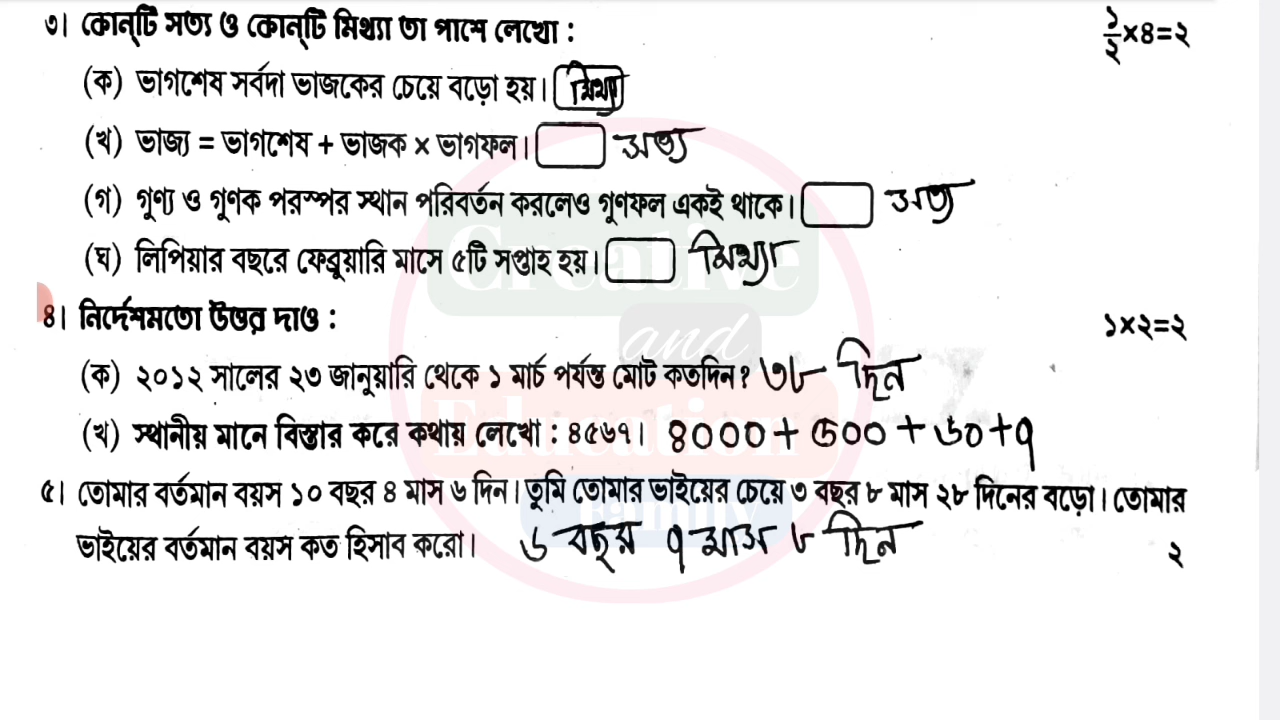 ৩। কোন্‌টি সত্য ও কোন্‌টি মিথ্যা তা পাশে লেখো : ১/২×৪=২
(ক) ভাগশেষ সর্বদা ভাজকের চেয়ে বড়ো হয়। মিথ্যা
(খ) ভাজ্য = ভাগশেষ + ভাজক × ভাগফল। সত্য
(গ) গুণ্য ও গুণক পরস্পর স্থান পরিবর্তন করলেও গুণফল একই থাকে। সত্য
(ঘ) লিপিয়ার বছরে ফেব্রুয়ারি মাসে ৫টি সপ্তাহ হয়। মিথ্যা
Creative
৪। নির্দেশমতো উত্তর দাও : ১×২=২
and
(ক) ২০১২ সালের ২৩ জানুয়ারি থেকে ১ মার্চ পর্যন্ত মোট কতদিন? ৩৮ দিন
Education
(খ) স্থানীয় মানে বিস্তার করে কথায় লেখো : ৪৫৬৭। ৪০০০+৫০০+৬০+৭
৫। তোমার বর্তমান বয়স ১০ বছর ৪ মাস ৬ দিন। তুমি তোমার ভাইয়ের চেয়ে ৩ বছর ৮ মাস ২৮ দিনের বড়ো। তোমার
Family
ভাইয়ের বর্তমান বয়স কত হিসাব করো। ৬ বছর ৭ মাস ৮ দিন ২